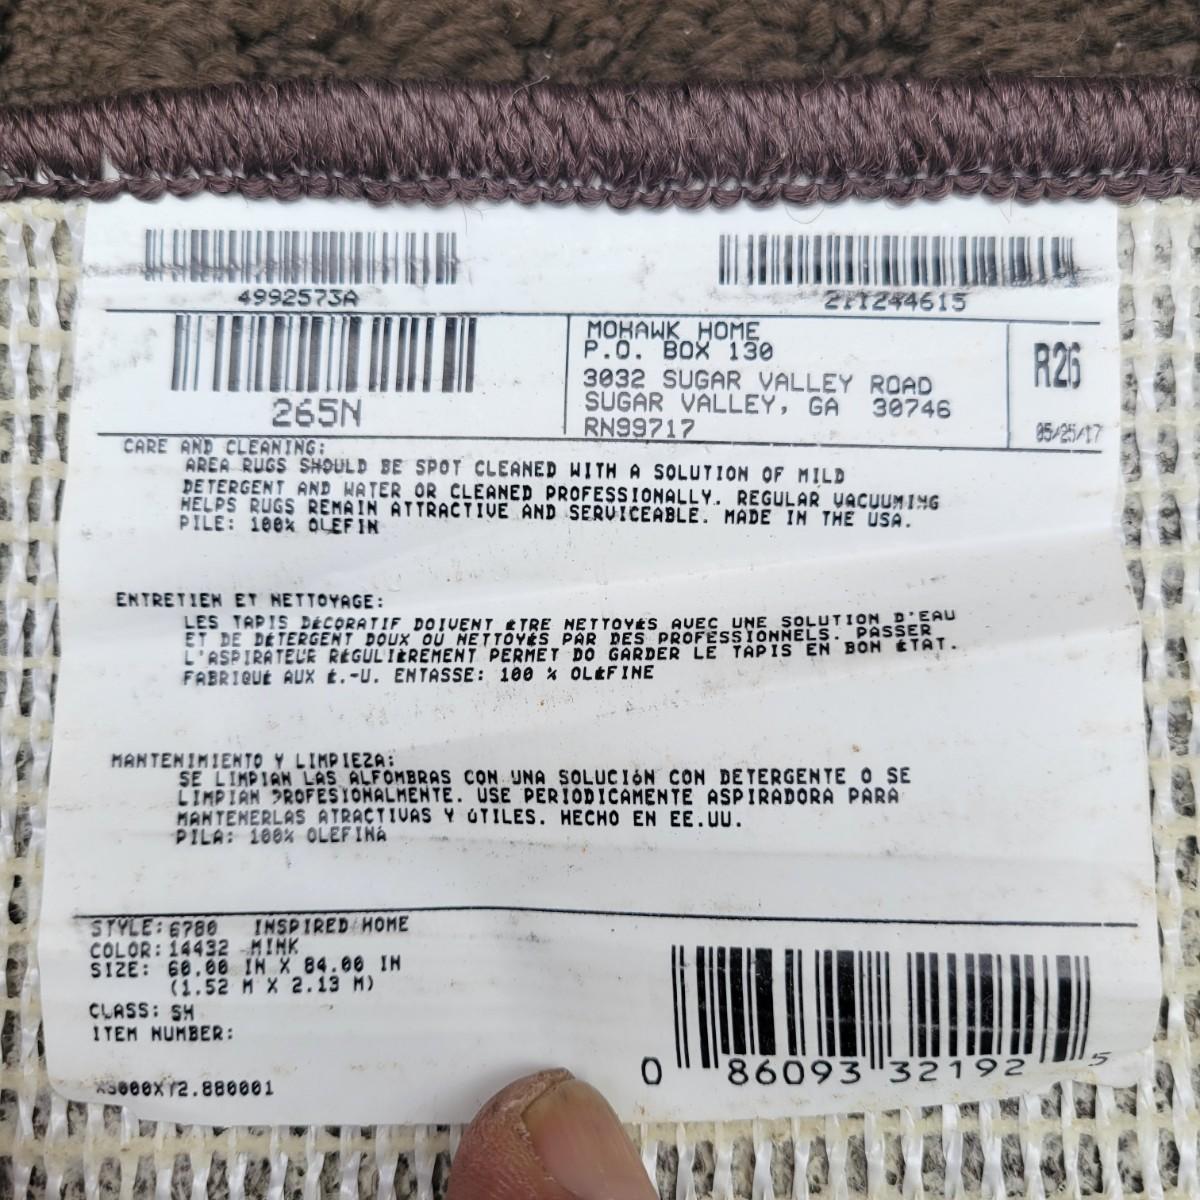 4992573A
211244615
265N
MOHAWK HOME
P.O. BOX 130
3032 SUGAR VALLEY ROAD
SUGAR VALLEY, GA 30746
RN99717
R26
05/25/17
CARE AND CLEANING:
AREA RUGS SHOULD BE SPOT CLEANED WITH A SOLUTION OF MILD
DETERGENT AND WATER OR CLEANED PROFESSIONALLY. REGULAR VACUUMING
HELPS RUGS REMAIN ATTRACTIVE AND SERVICEABLE. MADE IN THE USA.
PILE: 100% OLEFIN
ENTRETIEN ET NETTOYAGE:
LES TAPIS DÉCORATIF DOIVENT ÊTRE NETTOYÉS AVEC UNE SOLUTION D'EAU
ET DE DÉTERGENT DOUX OU NETTOYÉS PAR DES PROFESSIONNELS. PASSER
L'ASPIRATEUR RÉGULIÈREMENT PERMET DO GARDER LE TAPIS EN BON ÉTAT.
FABRIQUÉ AUX É.-U. ENTASSE: 100 % OLÉFINE
MANTENIMIENTO Y LIMPIEZA:
SE LIMPIAN LAS ALFOMBRAS CON UNA SOLUCIÓN CON DETERGENTE O SE
LIMPIAN PROFESIONALMENTE. USE PERIODICAMENTE ASPIRADORA PARA
MANTENERLAS ATRACTIVAS Y ÚTILES. HECHO EN EE.UU.
PILA: 100% OLEFINA
STYLE: 6780 INSPIRED HOME
COLOR: 14432 MINK
SIZE: 60.00 IN X 84.00 IN
(1.52 M X 2.13 M)
CLASS: SH
ITEM NUMBER:
0 86093 32192 5